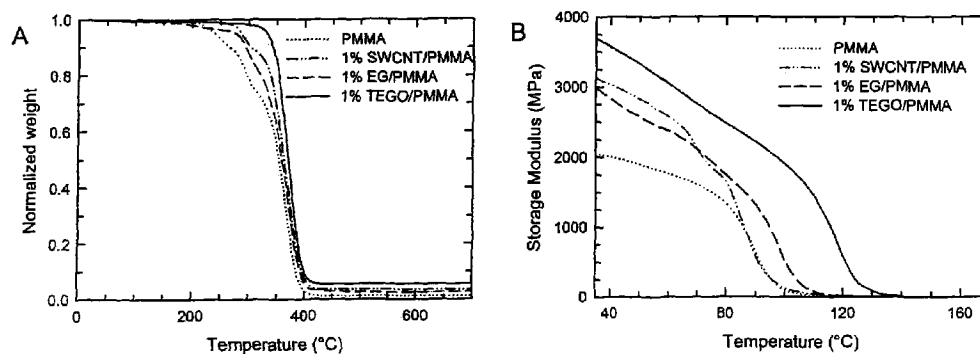 A
Normalized weight
1.0
0.8
0.6
0.4
0.2
0.0
0
200
400
600
Temperature (°C)
PMMA
1% SWCNT/PMMA
1% EG/PMMA
1% TEGO/PMMA
B
Storage Modulus (MPa)
4000
3000
2000
1000
0
40
80
120
160
Temperature (°C)
PMMA
1% SWCNT/PMMA
1% EG/PMMA
1% TEGO/PMMA